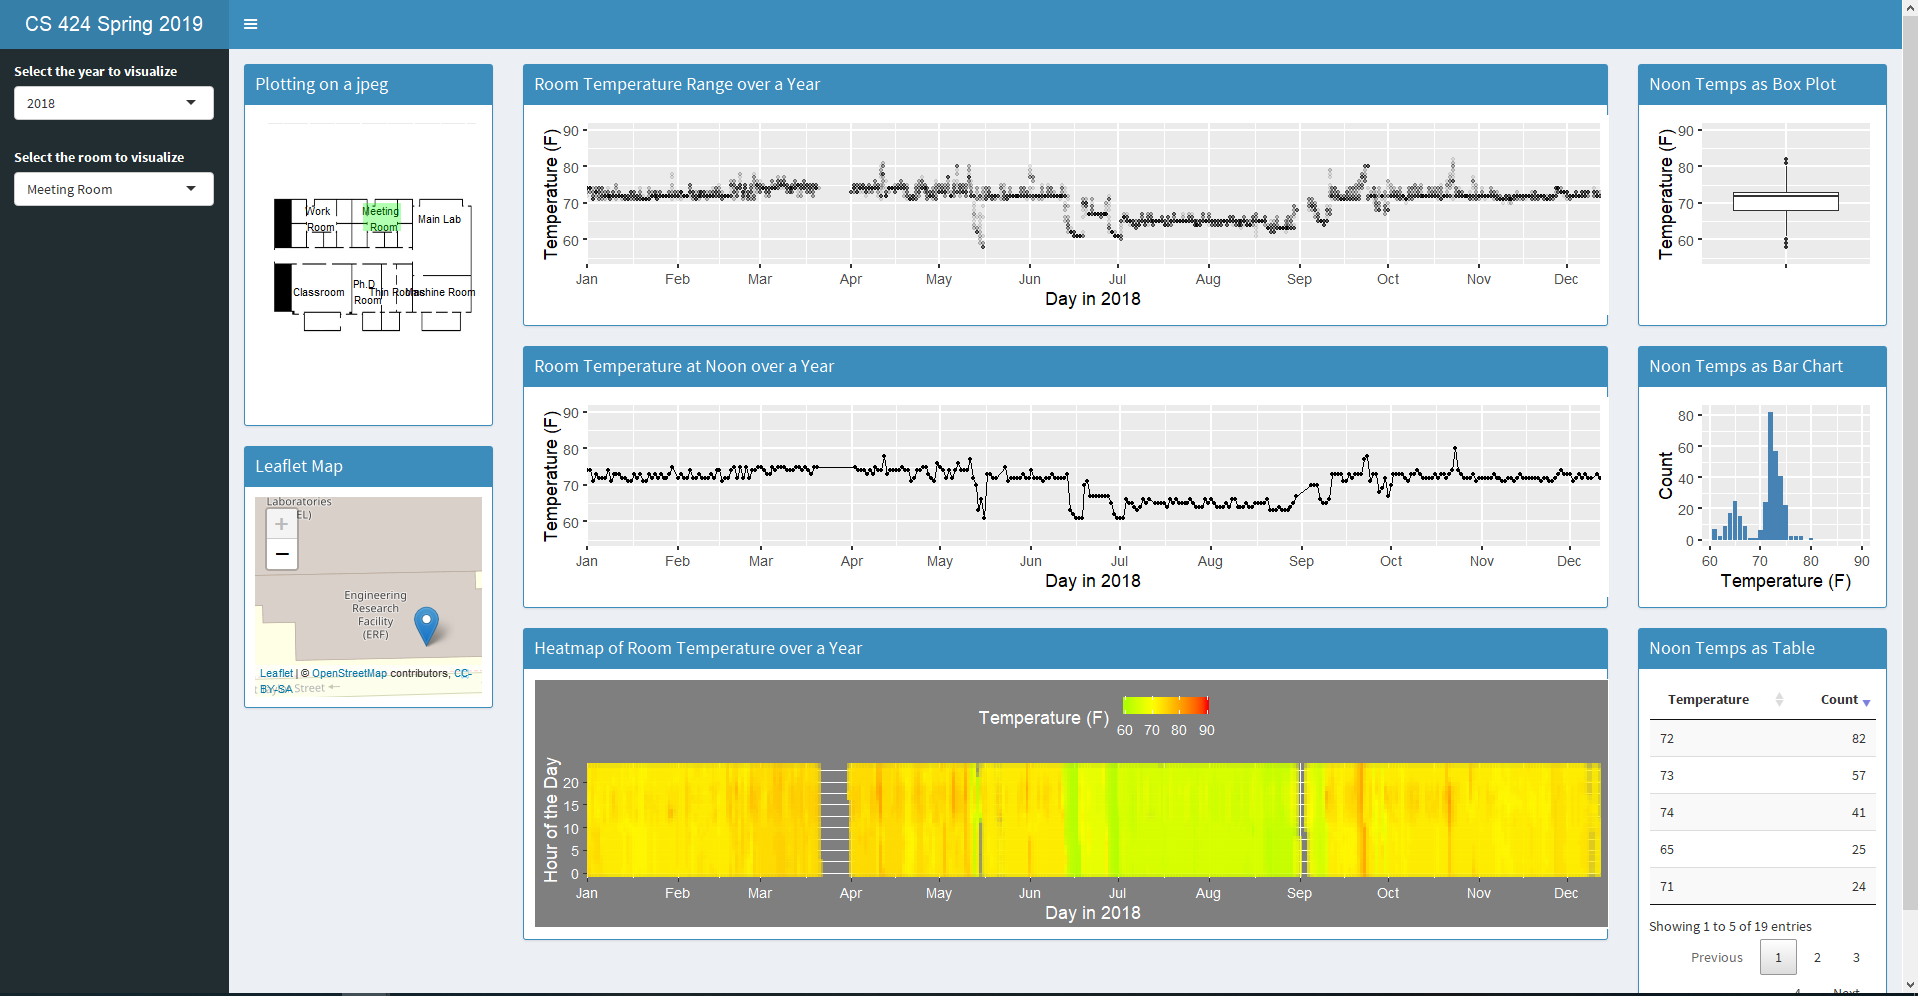 CS 424 Spring 2019
Select the year to visualize
2018
Select the room to visualize
Meeting Room
Plotting on a jpeg
Work
Room
Meeting
Room
Main Lab
Classroom
Ph.D
Room
Thin Rooms
Machine Room
Leaflet Map
Laboratories
EL)
+
−
Engineering
Research
Facility
(ERF)
Leaflet | © OpenStreetMap contributors, CC-
BY-SA
Street
Room Temperature Range over a Year
Temperature (F)
90
80
70
60
Jan Feb Mar Apr May Jun Jul Aug Sep Oct Nov Dec
Day in 2018
Room Temperature at Noon over a Year
Temperature (F)
90
80
70
60
Jan Feb Mar Apr May Jun Jul Aug Sep Oct Nov Dec
Day in 2018
Heatmap of Room Temperature over a Year
Temperature (F)
60 70 80 90
Hour of the Day
20
15
10
5
0
Jan Feb Mar Apr May Jun Jul Aug Sep Oct Nov Dec
Day in 2018
Noon Temps as Box Plot
Temperature (F)
90
80
70
60
Noon Temps as Bar Chart
Count
80
60
40
20
0
60 70 80 90
Temperature (F)
Noon Temps as Table
Temperature Count
72 82
73 57
74 41
65 25
71 24
Showing 1 to 5 of 19 entries
Previous 1 2 3
4 Next